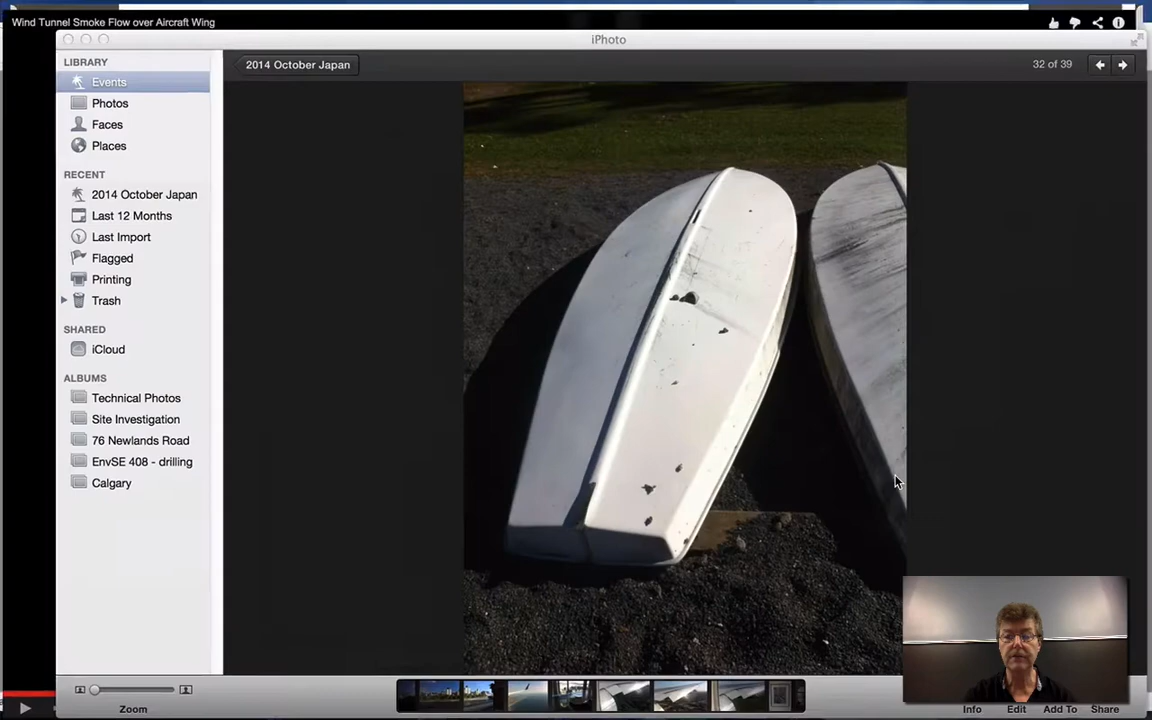 Wind Tunnel Smoke Flow over Aircraft Wing
iPhoto
LIBRARY
Events
Photos
Faces
Places
RECENT
2014 October Japan
Last 12 Months
Last Import
Flagged
Printing
Trash
SHARED
iCloud
ALBUMS
Technical Photos
Site Investigation
76 Newlands Road
EnvSE 408 - drilling
Calgary
2014 October Japan
32 of 39
Zoom
Info
Edit
Add To
Share